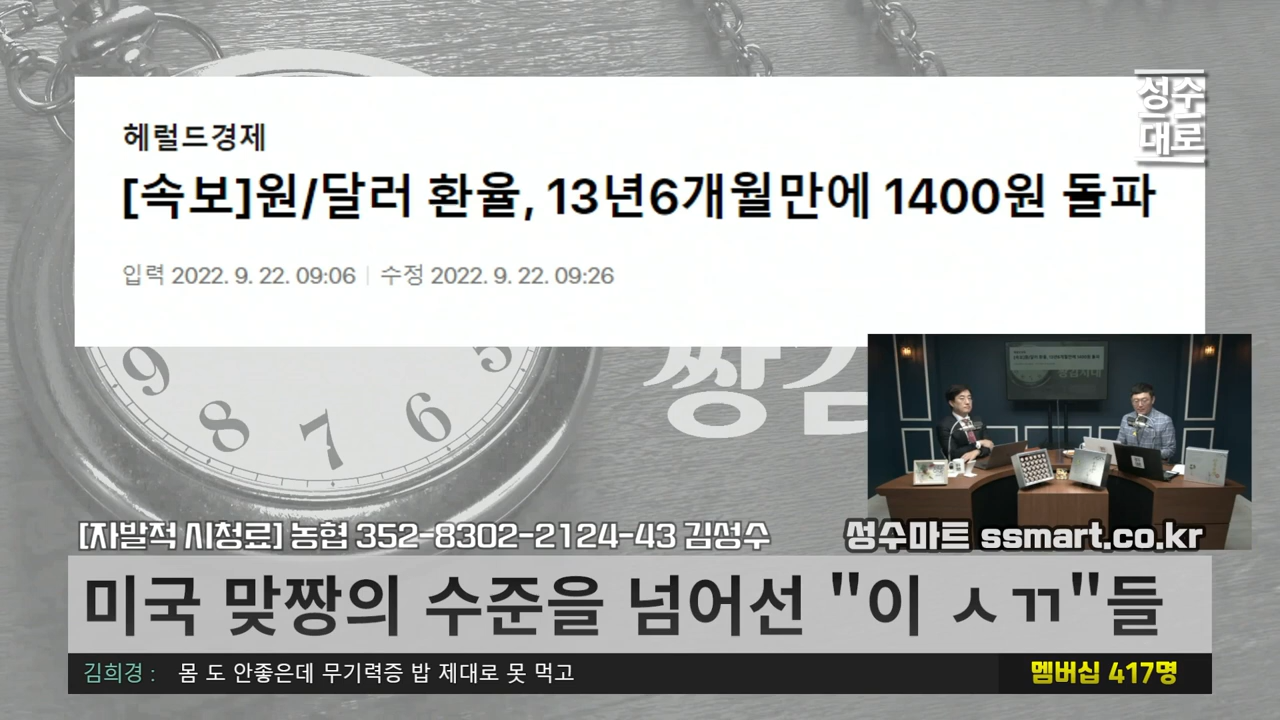 헤럴드경제
성수
대로
[속보]원/달러 환율, 13년6개월만에 1400원 돌파
입력 2022. 9. 22. 09:06 | 수정 2022. 9. 22. 09:26
9 8 7 6 5
[자발적 시청료] 농협 352-8302-2124-43 김성수
성수마트 ssmart.co.kr
미국 맞짱의 수준을 넘어선 "이 ㅅㄲ"들
김희경 : 몸 도 안좋은데 무기력증 밥 제대로 못 먹고
멤버십 417명